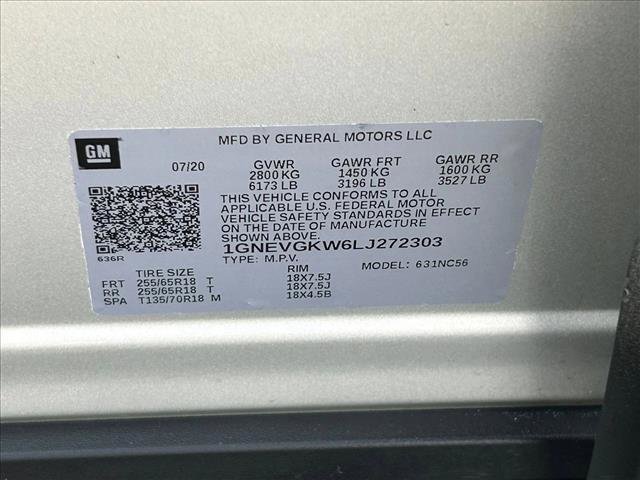 GM
MFD BY GENERAL MOTORS LLC
07/20 GVWR GAWR FRT GAWR RR
2800 KG 1450 KG 1600 KG
6173 LB 3196 LB 3527 LB
THIS VEHICLE CONFORMS TO ALL
APPLICABLE U.S. FEDERAL MOTOR
VEHICLE SAFETY STANDARDS IN EFFECT
ON THE DATE OF MANUFACTURE
SHOWN ABOVE.
636R
1GNEVGKW6LJ272303
TYPE: M.P.V. MODEL: 631NC56
TIRE SIZE RIM
FRT 255/65R18 T 18X7.5J
RR 255/65R18 T 18X7.5J
SPA T135/70R18 M 18X4.5B